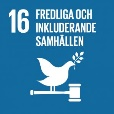 16 FREDLIGA OCH
INKLUDERANDE
SAMHÄLLEN